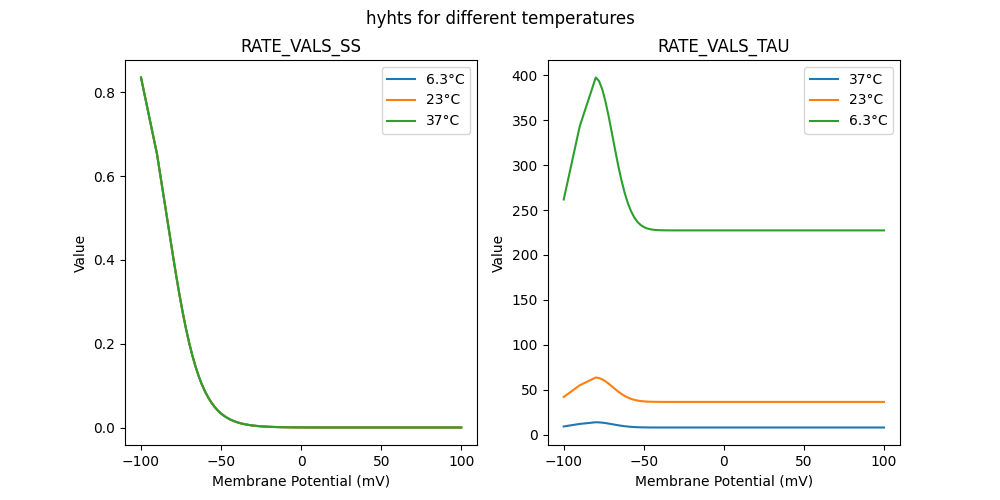 hyhts for different temperatures
RATE_VALS_SS
RATE_VALS_TAU
6.3°C
23°C
37°C
37°C
23°C
6.3°C
Value
0.8
0.6
0.4
0.2
0.0
−100
−50
0
50
100
Membrane Potential (mV)
Value
400
350
300
250
200
150
100
50
0
−100
−50
0
50
100
Membrane Potential (mV)